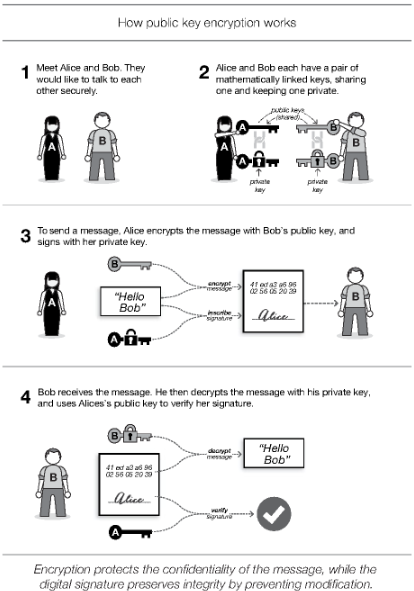 How public key encryption works
1 Meet Alice and Bob. They
would like to talk to each
other securely.
2 Alice and Bob each have a pair of
mathematically linked keys, sharing
one and keeping one private.
public keys
(shared)
A
B
A
B
A
B
A
B
private
key
private
key
3 To send a message, Alice encrypts the message with Bob's public key, and
signs with her private key.
B
A
"Hello
Bob"
A
encrypt
message
inscribe
signature
41 ed a3 a6 96
02 56 05 20 39
Alice
B
4 Bob receives the message. He then decrypts the message with his private key,
and uses Alices's public key to verify her signature.
B
B
41 ed a3 a6 96
02 56 05 20 39
Alice
A
decrypt
message
"Hello
Bob"
verify
signature
Encryption protects the confidentiality of the message, while the
digital signature preserves integrity by preventing modification.